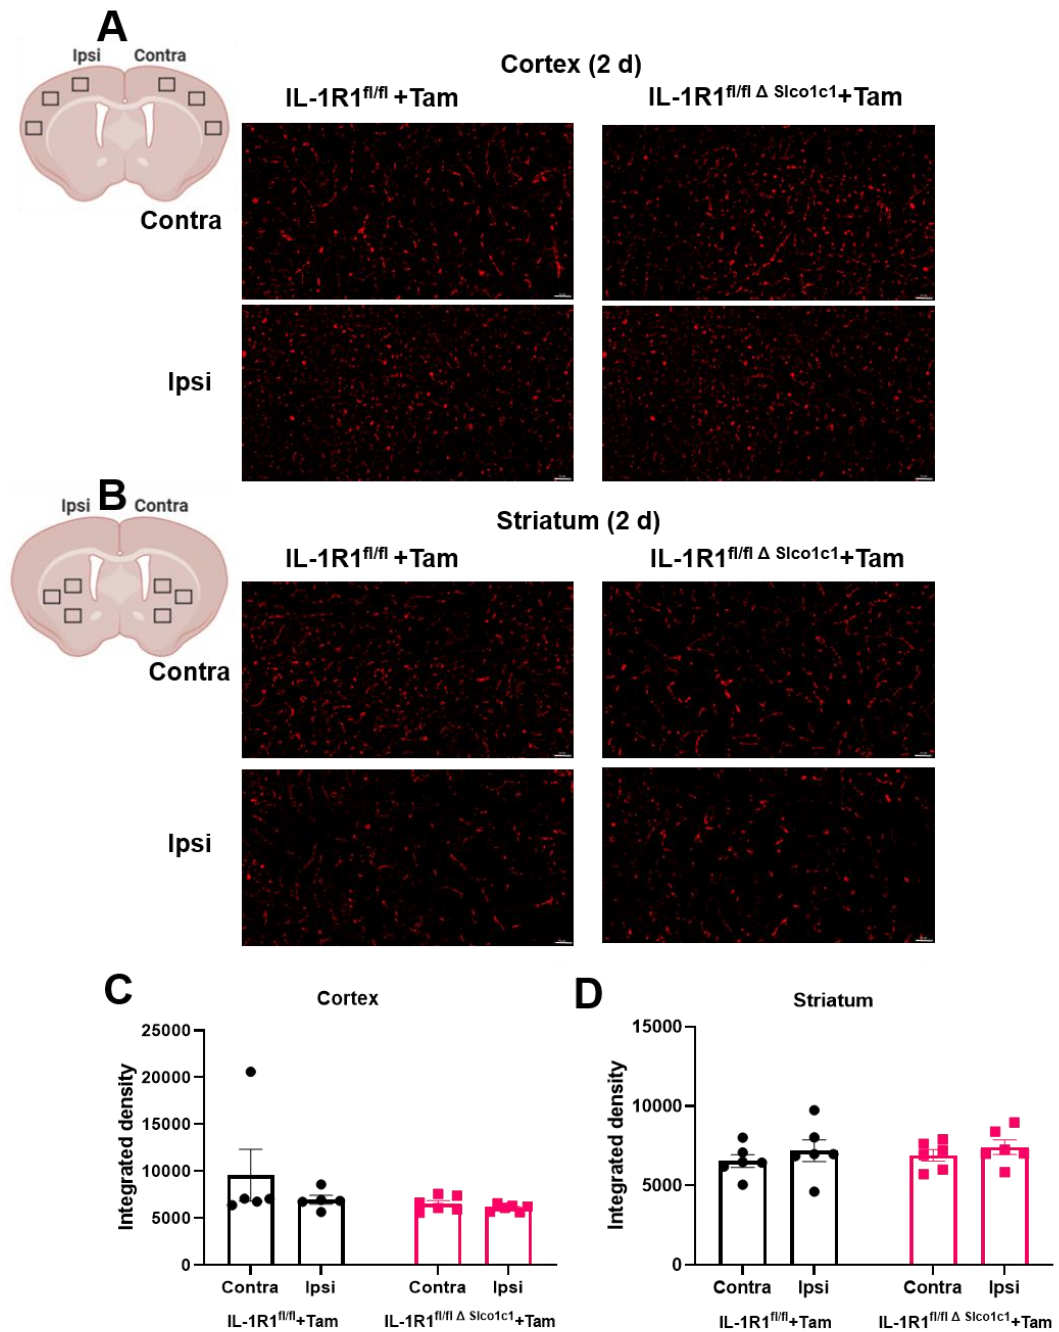 A
Ipsi Contra
Cortex (2 d)
IL-1R1fl/fl +Tam
IL-1R1fl/fl Δ Slco1c1+Tam
Contra
Ipsi
B
Ipsi Contra
Striatum (2 d)
IL-1R1fl/fl +Tam
IL-1R1fl/fl Δ Slco1c1+Tam
Contra
Ipsi
C
Cortex
Integrated density
25000
20000
15000
10000
5000
0
Contra Ipsi Contra Ipsi
IL-1R1fl/fl+Tam IL-1R1fl/fl Δ Slco1c1+Tam
D
Striatum
Integrated density
15000
10000
5000
0
Contra Ipsi Contra Ipsi
IL-1R1fl/fl+Tam IL-1R1fl/fl Δ Slco1c1+Tam